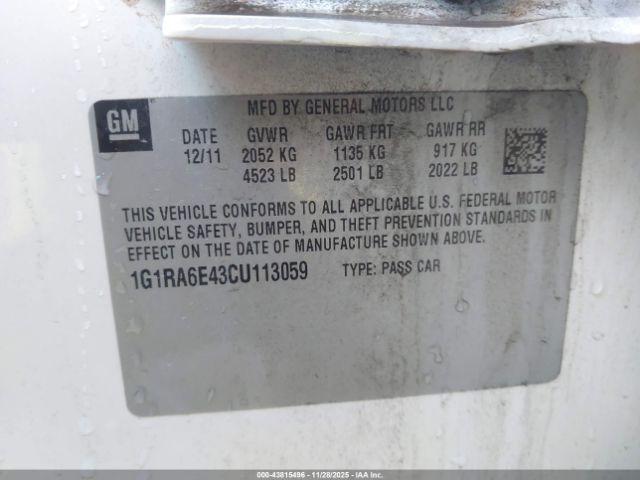 GM
MFD BY GENERAL MOTORS LLC
DATE GVWR GAWR FRT GAWR RR
12/11 2052 KG 1135 KG 917 KG
4523 LB 2501 LB 2022 LB
THIS VEHICLE CONFORMS TO ALL APPLICABLE U.S. FEDERAL MOTOR
VEHICLE SAFETY, BUMPER, AND THEFT PREVENTION STANDARDS IN
EFFECT ON THE DATE OF MANUFACTURE SHOWN ABOVE.
1G1RA6E43CU113059 TYPE: PASS CAR
000-43815496 | 11/28/2025 | IAAI.COM